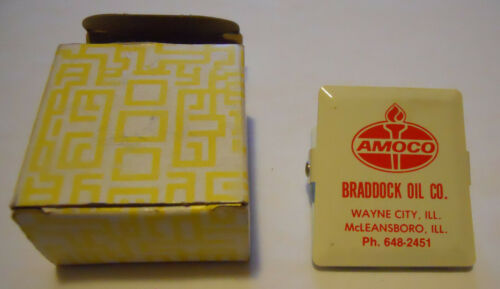 AMOCO
BRADDOCK OIL CO.
WAYNE CITY, ILL.
McLEANSBORO, ILL.
Ph. 648-2451